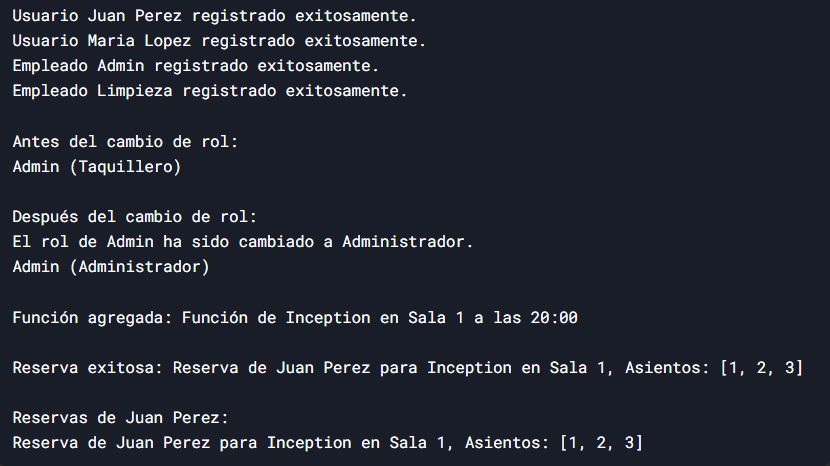 Usuario Juan Perez registrado exitosamente.
Usuario Maria Lopez registrado exitosamente.
Empleado Admin registrado exitosamente.
Empleado Limpieza registrado exitosamente.
Antes del cambio de rol:
Admin (Taquillero)
Después del cambio de rol:
El rol de Admin ha sido cambiado a Administrador.
Admin (Administrador)
Función agregada: Función de Inception en Sala 1 a las 20:00
Reserva exitosa: Reserva de Juan Perez para Inception en Sala 1, Asientos: [1, 2, 3]
Reservas de Juan Perez:
Reserva de Juan Perez para Inception en Sala 1, Asientos: [1, 2, 3]